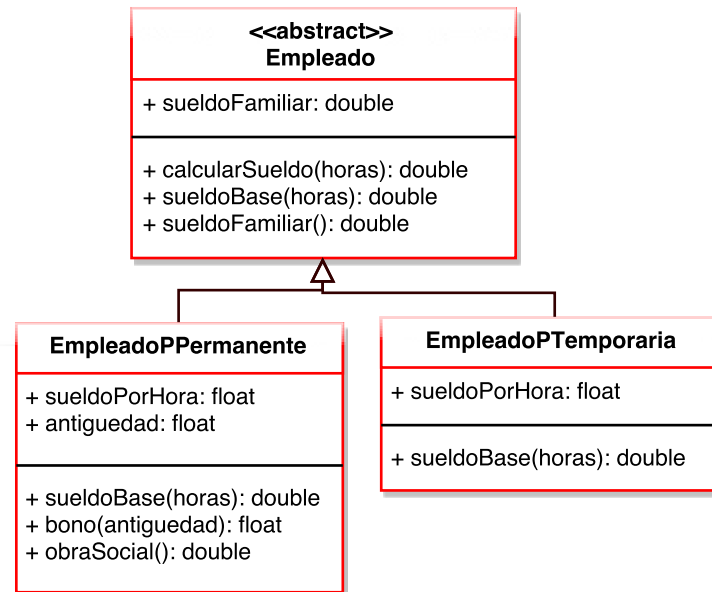 <<abstract>>
Empleado
+ sueldoFamiliar: double
+ calcularSueldo(horas): double
+ sueldoBase(horas): double
+ sueldoFamiliar(): double
EmpleadoPPermanente
+ sueldoPorHora: float
+ antiguedad: float
+ sueldoBase(horas): double
+ bono(antiguedad): float
+ obraSocial(): double
EmpleadoPTemporaria
+ sueldoPorHora: float
+ sueldoBase(horas): double